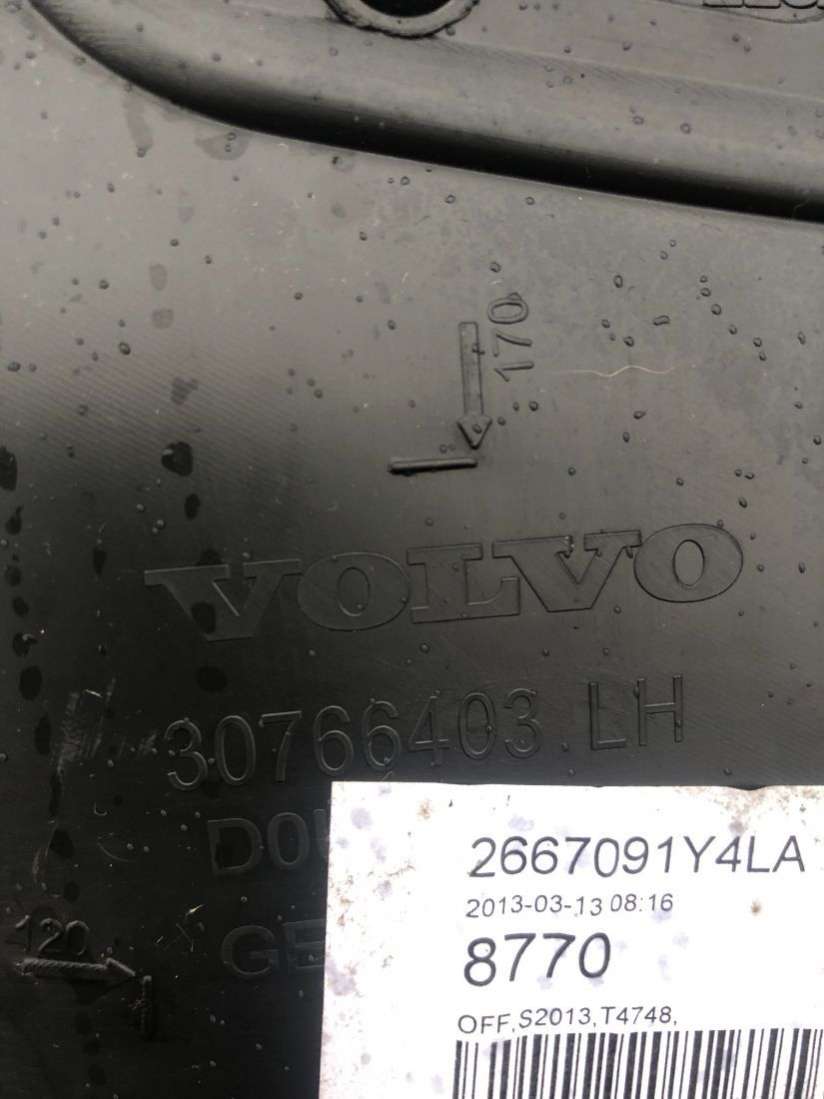 170
VOLVO
30766403 LH
2667091Y4LA
2013-03-13 08:16
120
8770
OFF,S2013,T4748,